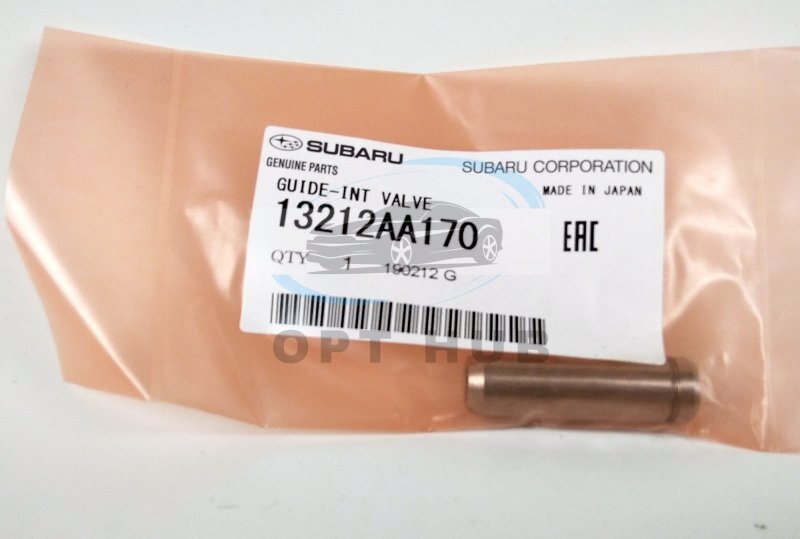 SUBARU
SUBARU CORPORATION
GENUINE PARTS
MADE IN JAPAN
GUIDE-INT VALVE
13212AA170
EAC
QTY 1 190212 G
OPT HUB